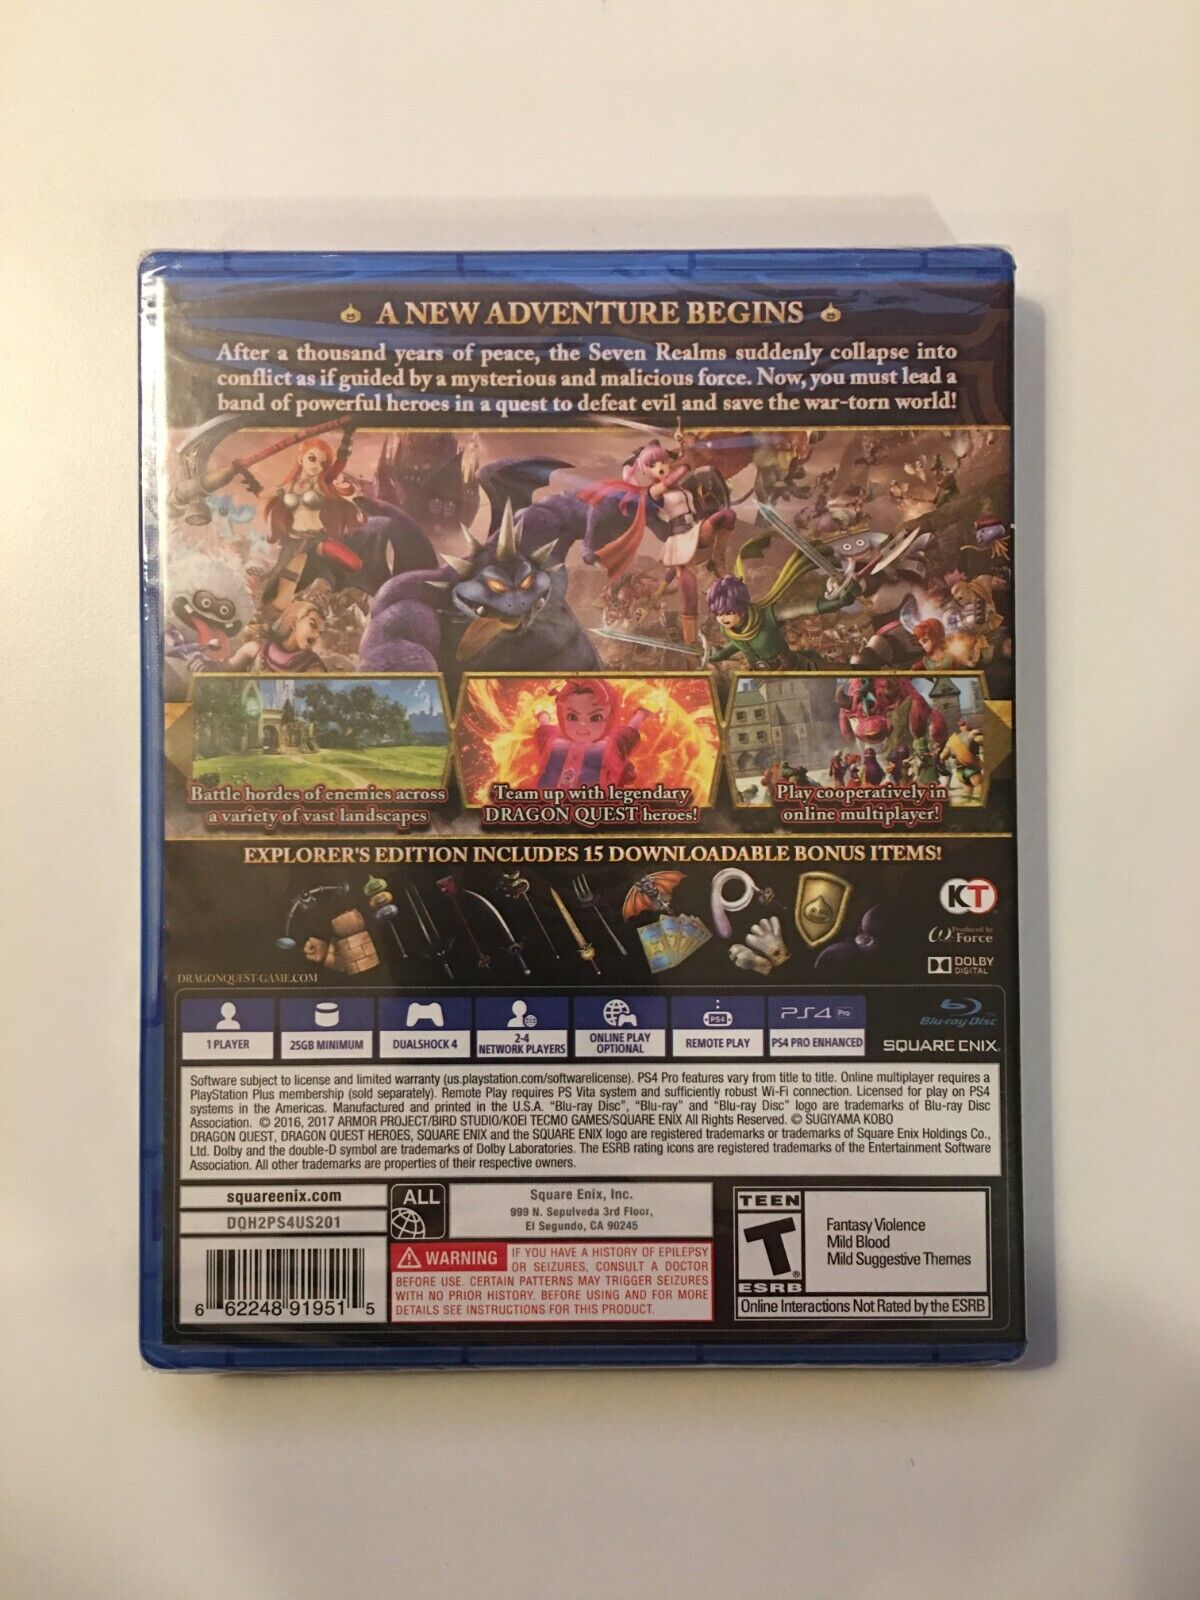 A NEW ADVENTURE BEGINS
After a thousand years of peace, the Seven Realms suddenly collapse into
conflict as if guided by a mysterious and malicious force. Now, you must lead a
band of powerful heroes in a quest to defeat evil and save the war-torn world!
Battle hordes of enemies across
a variety of vast landscapes
Team up with legendary
DRAGON QUEST heroes!
Play cooperatively in
online multiplayer!
EXPLORER'S EDITION INCLUDES 15 DOWNLOADABLE BONUS ITEMS!
KT
Produced by
ω-Force
DOLBY
DIGITAL
DRAGONQUEST-GAME.COM
1 PLAYER
25GB MINIMUM
DUALSHOCK 4
2-4
NETWORK PLAYERS
ONLINE PLAY
OPTIONAL
PS4
REMOTE PLAY
PS4 Pro
PS4 PRO ENHANCED
Blu-ray Disc™
SQUARE ENIX.
Software subject to license and limited warranty (us.playstation.com/softwarelicense). PS4 Pro features vary from title to title. Online multiplayer requires a
PlayStation Plus membership (sold separately). Remote Play requires PS Vita system and sufficiently robust Wi-Fi connection. Licensed for play on PS4
systems in the Americas. Manufactured and printed in the U.S.A. “Blu-ray Disc”, “Blu-ray” and “Blu-ray Disc” logo are trademarks of Blu-ray Disc
Association. © 2016, 2017 ARMOR PROJECT/BIRD STUDIO/KOEI TECMO GAMES/SQUARE ENIX All Rights Reserved. © SUGIYAMA KOBO
DRAGON QUEST, DRAGON QUEST HEROES, SQUARE ENIX and the SQUARE ENIX logo are registered trademarks or trademarks of Square Enix Holdings Co.,
Ltd. Dolby and the double-D symbol are trademarks of Dolby Laboratories. The ESRB rating icons are registered trademarks of the Entertainment Software
Association. All other trademarks are properties of their respective owners.
squareenix.com
DQH2PS4US201
ALL
Square Enix, Inc.
999 N. Sepulveda 3rd Floor,
El Segundo, CA 90245
WARNING IF YOU HAVE A HISTORY OF EPILEPSY
OR SEIZURES, CONSULT A DOCTOR
BEFORE USE. CERTAIN PATTERNS MAY TRIGGER SEIZURES
WITH NO PRIOR HISTORY. BEFORE USING AND FOR MORE
DETAILS SEE INSTRUCTIONS FOR THIS PRODUCT.
6 62248 91951 5
TEEN
T®
ESRB
Fantasy Violence
Mild Blood
Mild Suggestive Themes
Online Interactions Not Rated by the ESRB